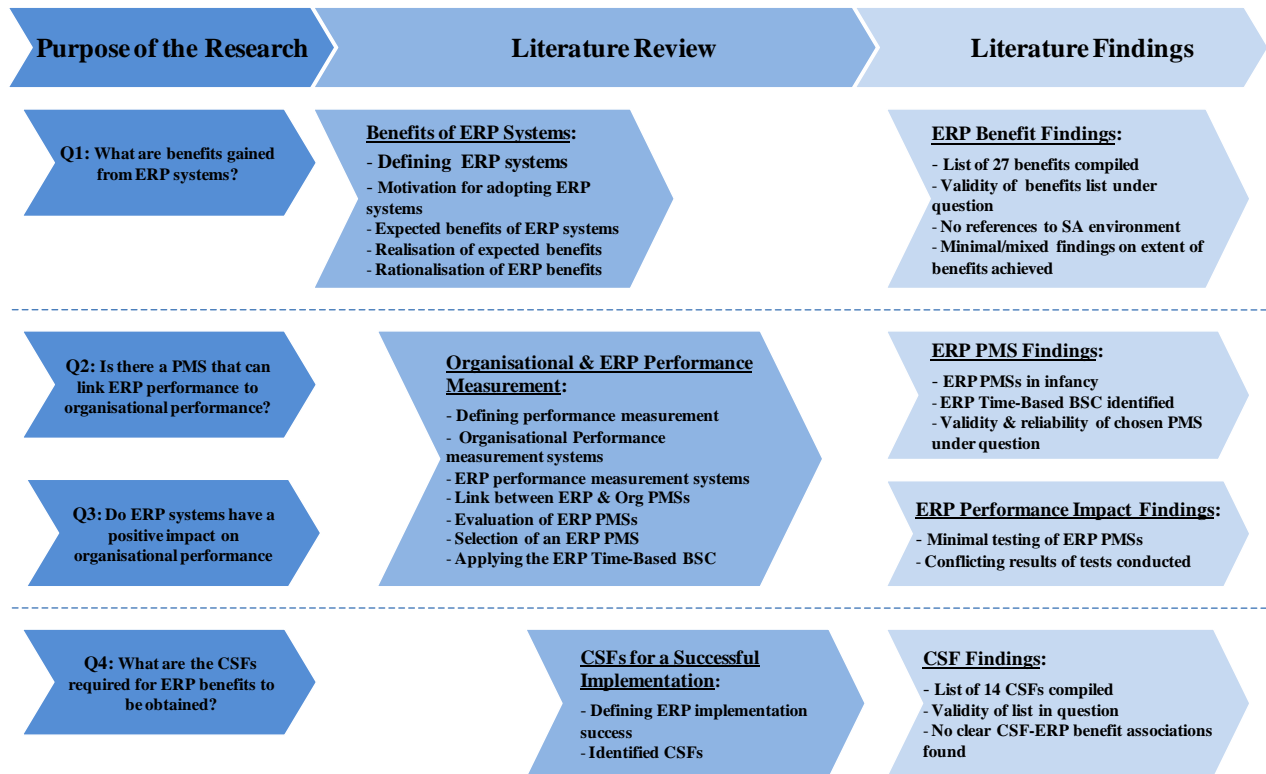 Purpose of the Research
Literature Review
Literature Findings
Q1: What are benefits gained
from ERP systems?
Benefits of ERP Systems:
- Defining ERP systems
- Motivation for adopting ERP
systems
- Expected benefits of ERP systems
- Realisation of expected benefits
- Rationalisation of ERP benefits
ERP Benefit Findings:
- List of 27 benefits compiled
- Validity of benefits list under
question
- No references to SA environment
- Minimal/mixed findings on extent of
benefits achieved
Q2: Is there a PMS that can
link ERP performance to
organisational performance?
Q3: Do ERP systems have a
positive impact on
organisational performance
Organisational & ERP Performance
Measurement:
- Defining performance measurement
- Organisational Performance
measurement systems
- ERP performance measurement systems
- Link between ERP & Org PMSs
- Evaluation of ERP PMSs
- Selection of an ERP PMS
- Applying the ERP Time-Based BSC
ERP PMS Findings:
- ERP PMSs in infancy
- ERP Time-Based BSC identified
- Validity & reliability of chosen PMS
under question
ERP Performance Impact Findings:
- Minimal testing of ERP PMSs
- Conflicting results of tests conducted
Q4: What are the CSFs
required for ERP benefits to
be obtained?
CSFs for a Successful
Implementation:
- Defining ERP implementation
success
- Identified CSFs
CSF Findings:
- List of 14 CSFs compiled
- Validity of list in question
- No clear CSF-ERP benefit associations
found